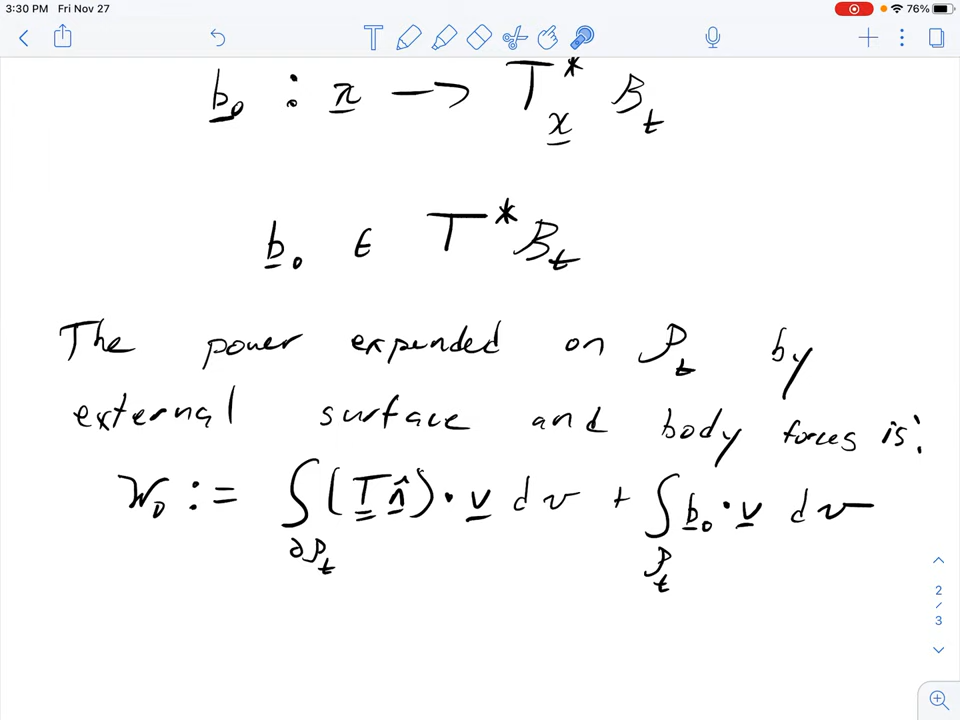 3:30 PM Fri Nov 27 76%
b₀ : x → T*ₓ ℬₜ
b₀ ∈ T*ℬₜ
The power expended on 𝒫ₜ by
external surface and body forces is:
𝒲₀ := ∫_{∂𝒫ₜ} (T n̂) · v dv + ∫_{𝒫ₜ} b₀ · v dv
2
/
3